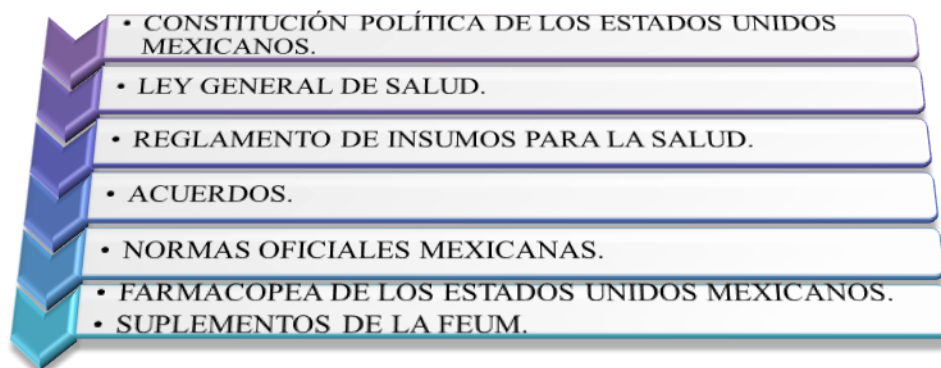 • CONSTITUCIÓN POLÍTICA DE LOS ESTADOS UNIDOS
MEXICANOS.
• LEY GENERAL DE SALUD.
• REGLAMENTO DE INSUMOS PARA LA SALUD.
• ACUERDOS.
• NORMAS OFICIALES MEXICANAS.
• FARMACOPEA DE LOS ESTADOS UNIDOS MEXICANOS.
• SUPLEMENTOS DE LA FEUM.